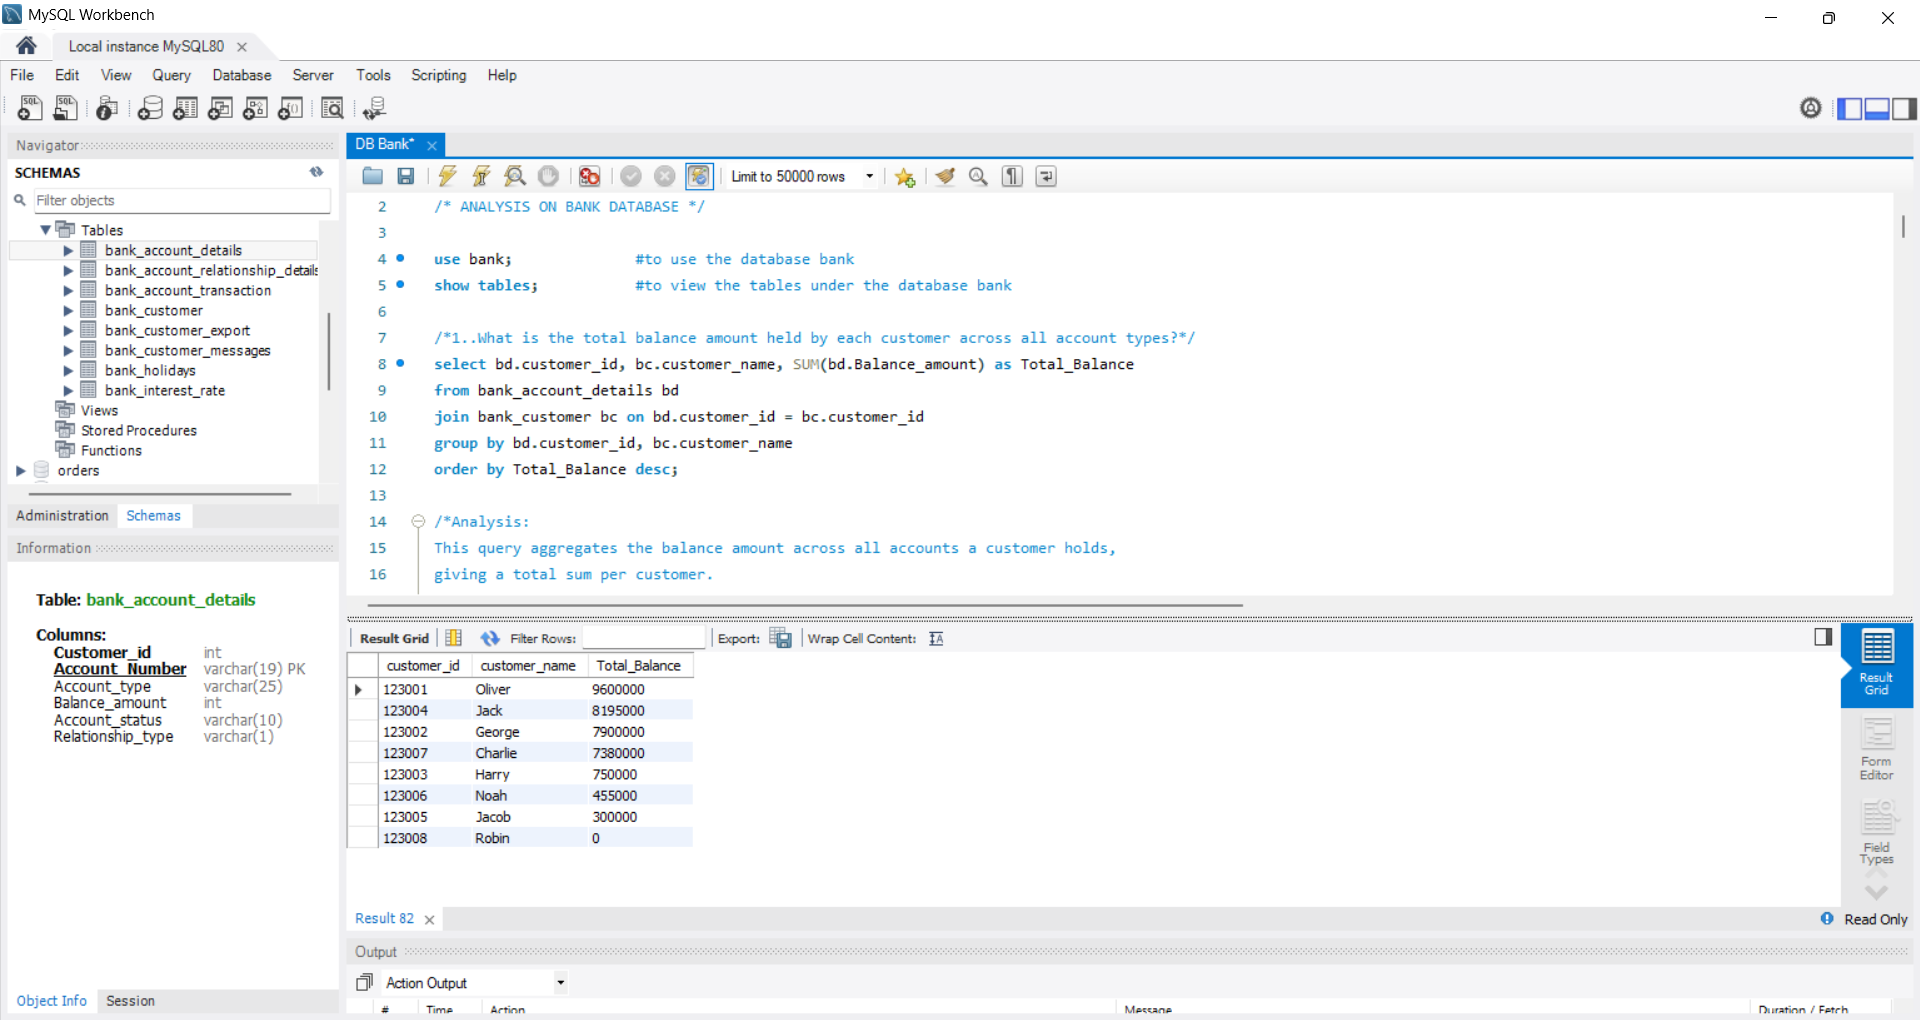 MySQL Workbench
Local instance MySQL80
File Edit View Query Database Server Tools Scripting Help
Navigator
SCHEMAS
Filter objects
Tables
bank_account_details
bank_account_relationship_details
bank_account_transaction
bank_customer
bank_customer_export
bank_customer_messages
bank_holidays
bank_interest_rate
Views
Stored Procedures
Functions
orders
Administration Schemas
Information
Table: bank_account_details
Columns:
Customer_id int
Account_Number varchar(19) PK
Account_type varchar(25)
Balance_amount int
Account_status varchar(10)
Relationship_type varchar(1)
Object Info Session
DB Bank*
Limit to 50000 rows
2 /* ANALYSIS ON BANK DATABASE */
3
4 use bank; #to use the database bank
5 show tables; #to view the tables under the database bank
6
7 /*1..What is the total balance amount held by each customer across all account types?*/
8 select bd.customer_id, bc.customer_name, SUM(bd.Balance_amount) as Total_Balance
9 from bank_account_details bd
10 join bank_customer bc on bd.customer_id = bc.customer_id
11 group by bd.customer_id, bc.customer_name
12 order by Total_Balance desc;
13
14 /*Analysis:
15 This query aggregates the balance amount across all accounts a customer holds,
16 giving a total sum per customer.
Result Grid Filter Rows: Export: Wrap Cell Content:
customer_id customer_name Total_Balance
123001 Oliver 9600000
123004 Jack 8195000
123002 George 7900000
123007 Charlie 7380000
123003 Harry 750000
123006 Noah 455000
123005 Jacob 300000
123008 Robin 0
Result
Grid
Form
Editor
Field
Types
Result 82
Read Only
Output
Action Output
# Time Action Message Duration / Fetch